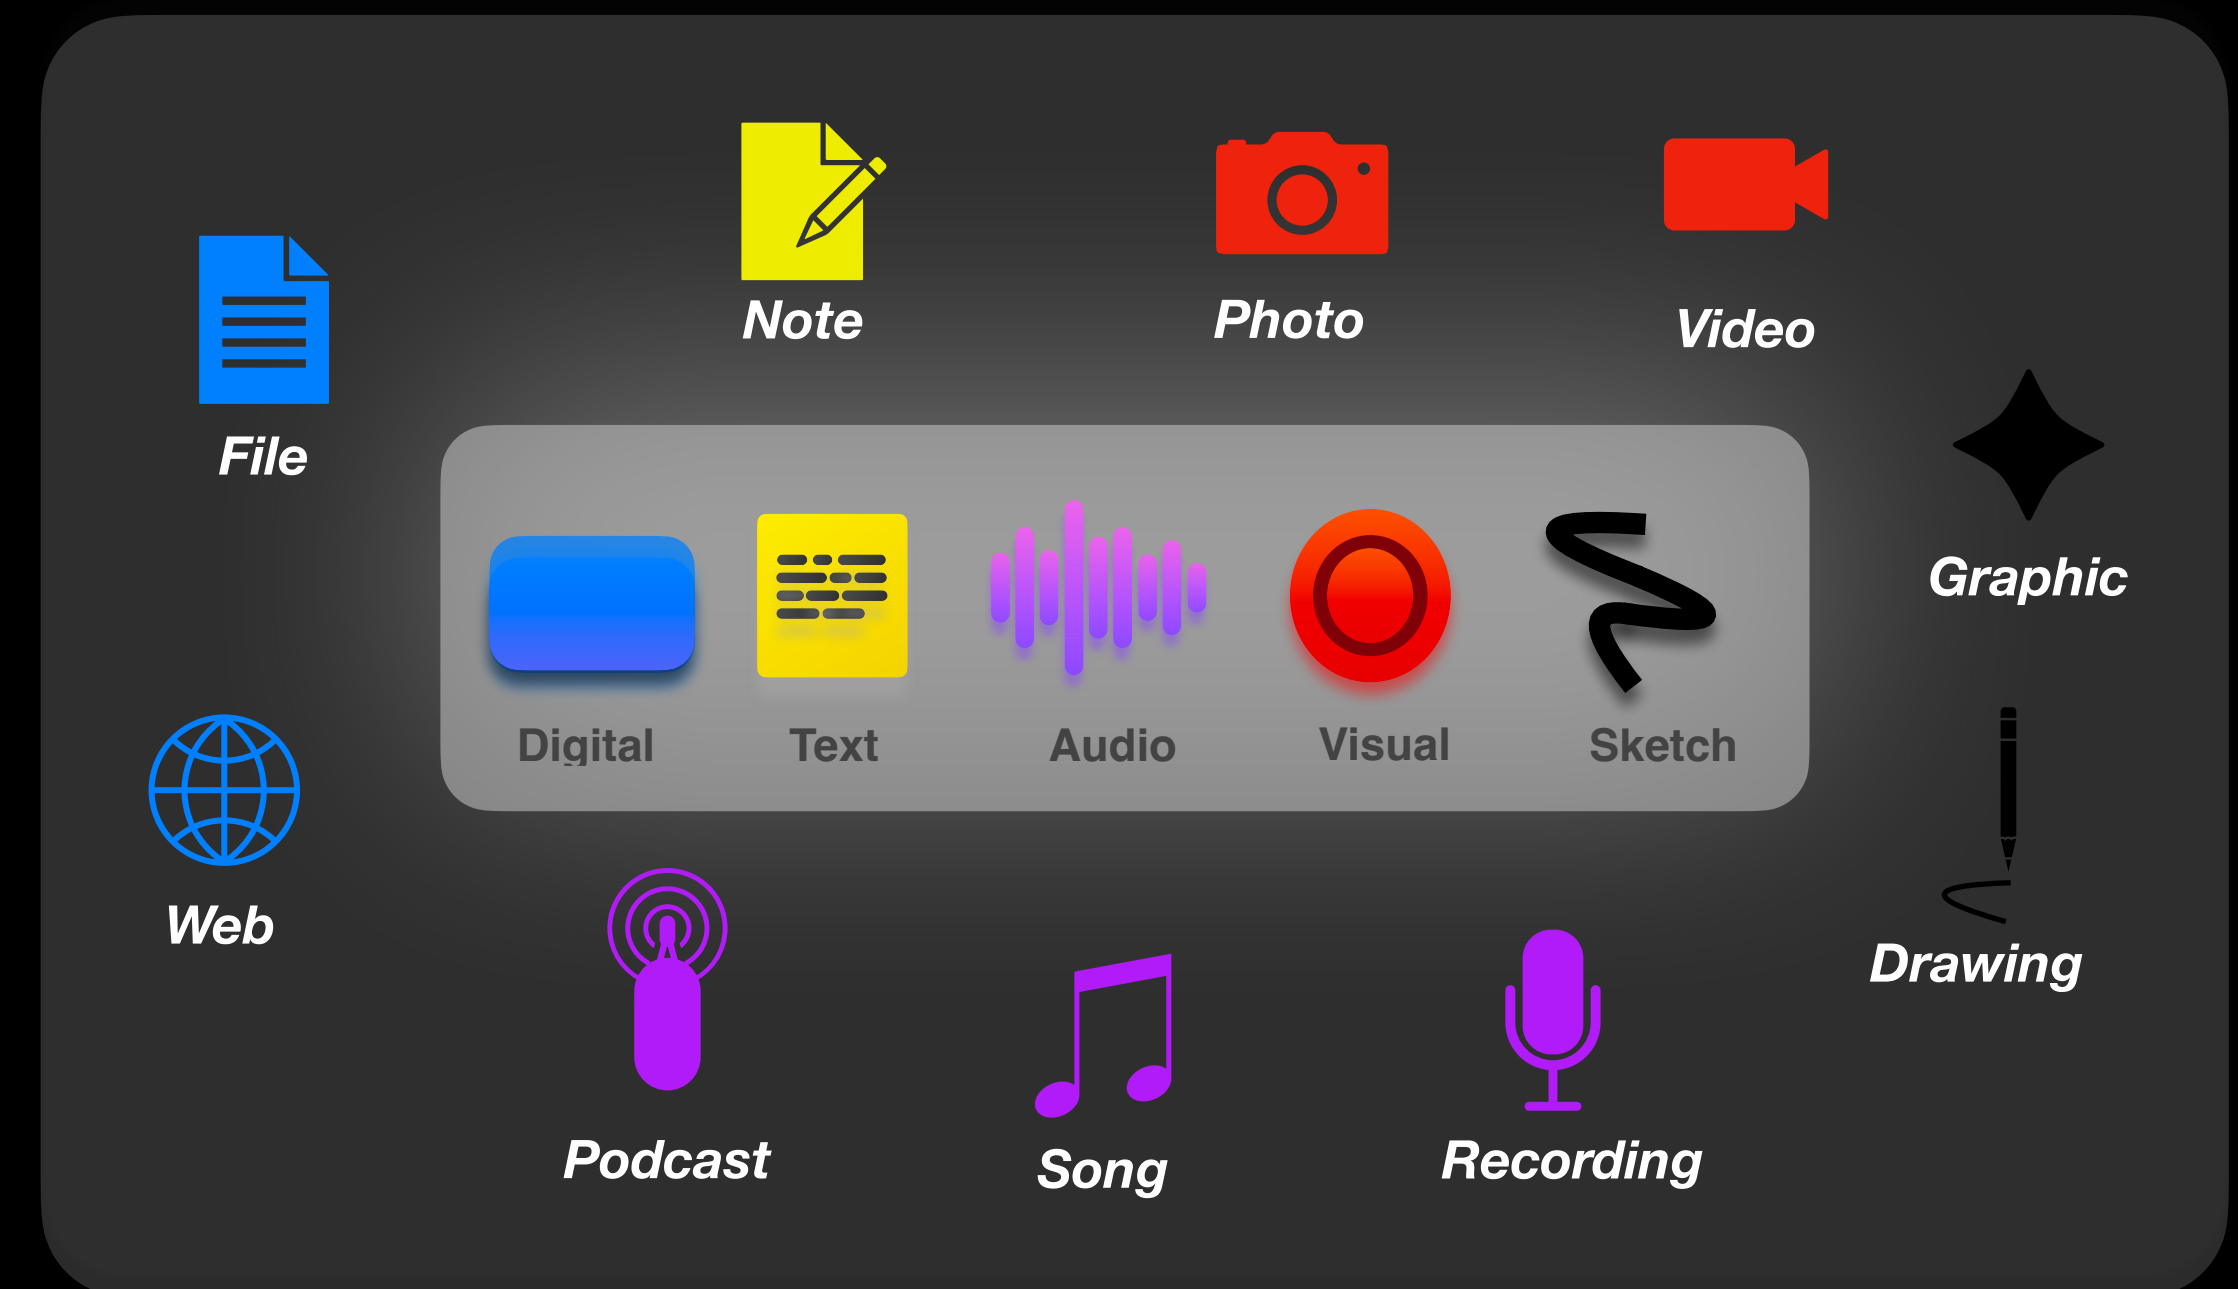 Note
Photo
Video
File
Graphic
Digital
Text
Audio
Visual
Sketch
Web
Drawing
Podcast
Song
Recording